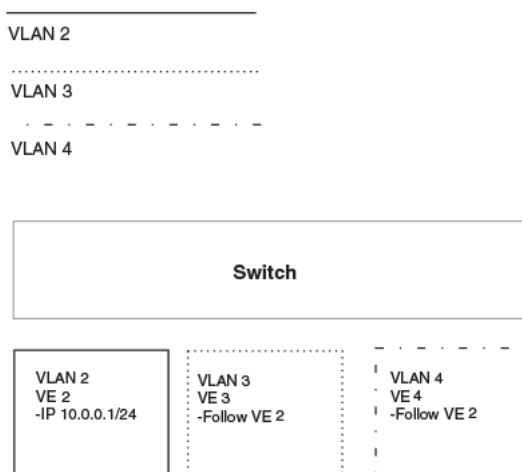 VLAN 2
VLAN 3
VLAN 4
Switch
VLAN 2
VE 2
-IP 10.0.0.1/24
VLAN 3
VE 3
-Follow VE 2
VLAN 4
VE 4
-Follow VE 2